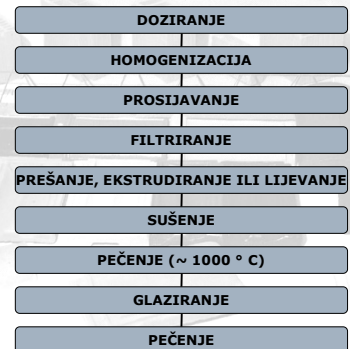 DOZIRANJE
HOMOGENIZACIJA
PROSIJAVANJE
FILTRIRANJE
PREŠANJE, EKSTRUDIRANJE ILI LIJEVANJE
SUŠENJE
PEČENJE (~ 1000 ° C)
GLAZIRANJE
PEČENJE